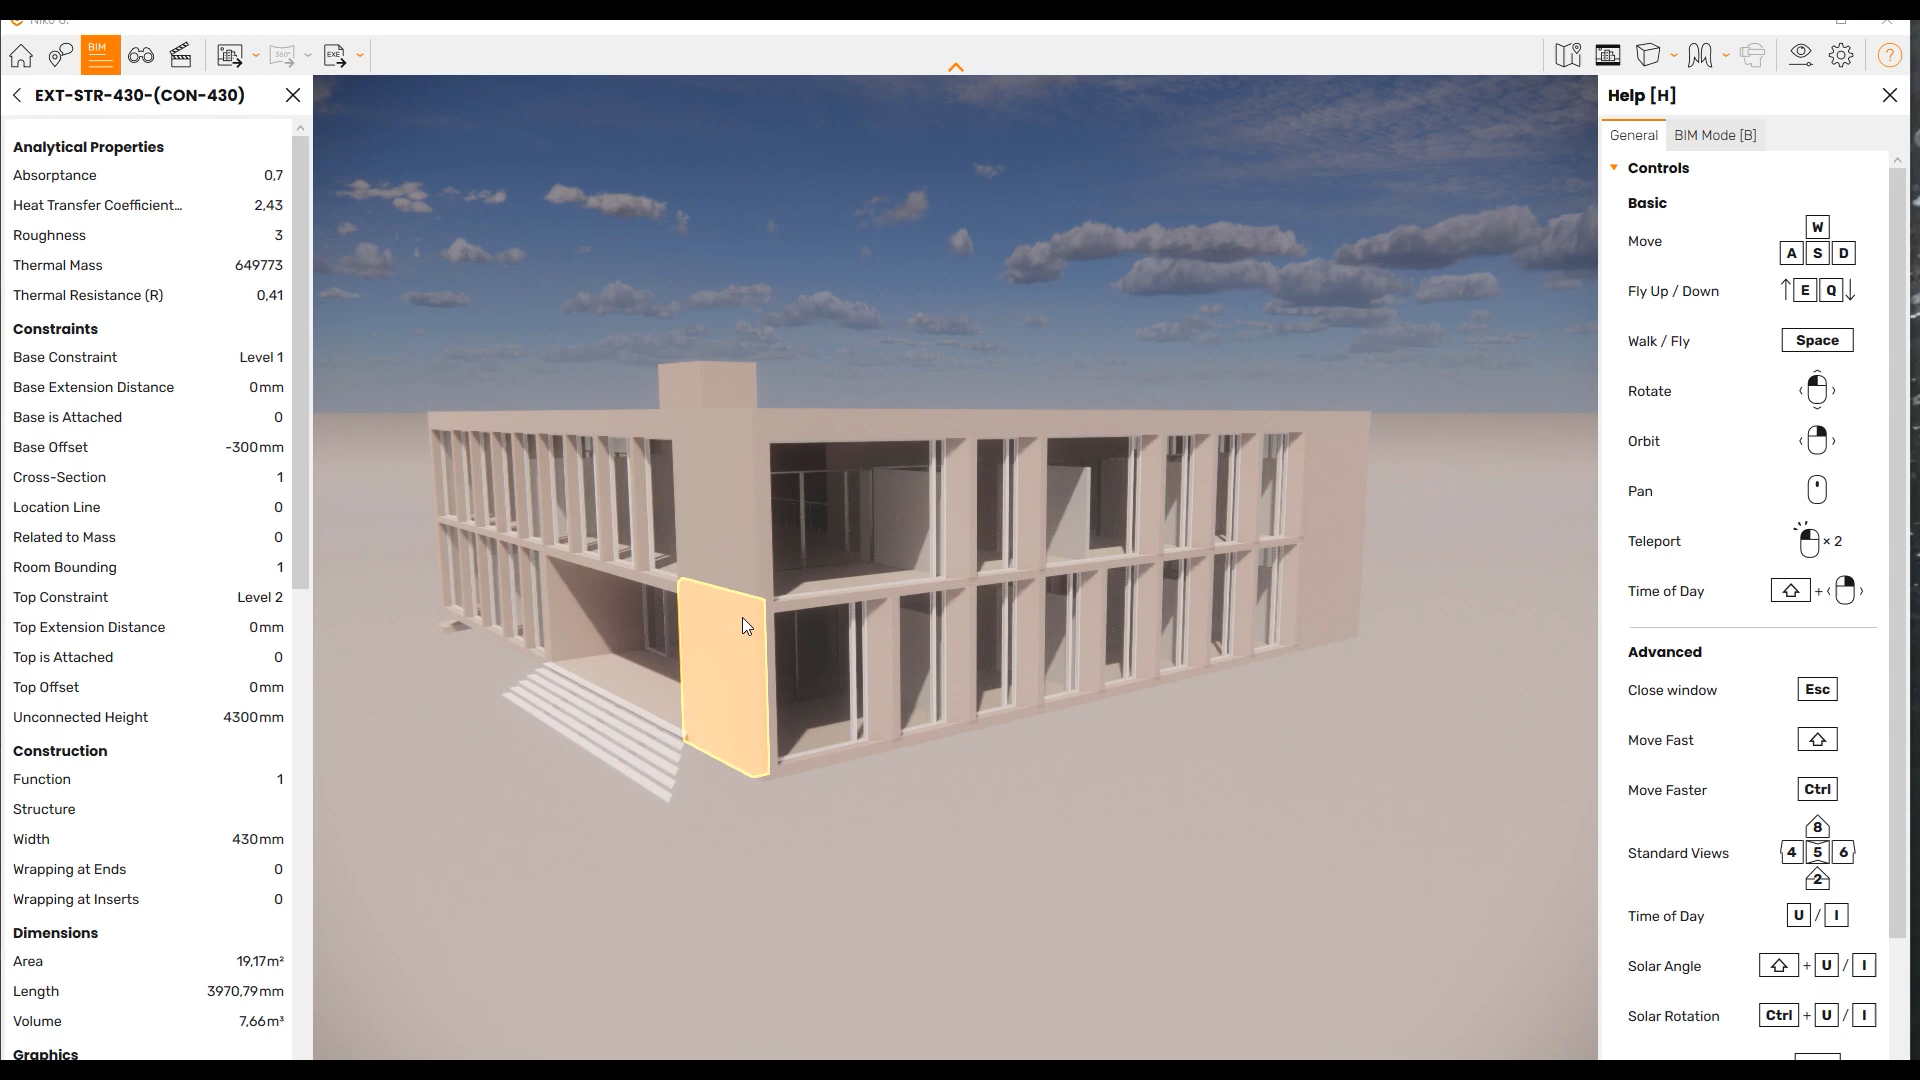 Niko G.
BIM
360°
EXE
?
EXT-STR-430-(CON-430)
Analytical Properties
Absorptance 0,7
Heat Transfer Coefficient... 2,43
Roughness 3
Thermal Mass 649773
Thermal Resistance (R) 0,41
Constraints
Base Constraint Level 1
Base Extension Distance 0mm
Base is Attached 0
Base Offset -300mm
Cross-Section 1
Location Line 0
Related to Mass 0
Room Bounding 1
Top Constraint Level 2
Top Extension Distance 0mm
Top is Attached 0
Top Offset 0mm
Unconnected Height 4300mm
Construction
Function 1
Structure
Width 430mm
Wrapping at Ends 0
Wrapping at Inserts 0
Dimensions
Area 19,17m²
Length 3970,79mm
Volume 7,66m³
Graphics
Help [H]
General BIM Mode [B]
Controls
Basic
Move W
A S D
Fly Up / Down E Q
Walk / Fly Space
Rotate
Orbit
Pan
Teleport × 2
Time of Day +
Advanced
Close window Esc
Move Fast
Move Faster Ctrl
8
Standard Views 4 5 6
2
Time of Day U / I
Solar Angle + U / I
Solar Rotation Ctrl + U / I